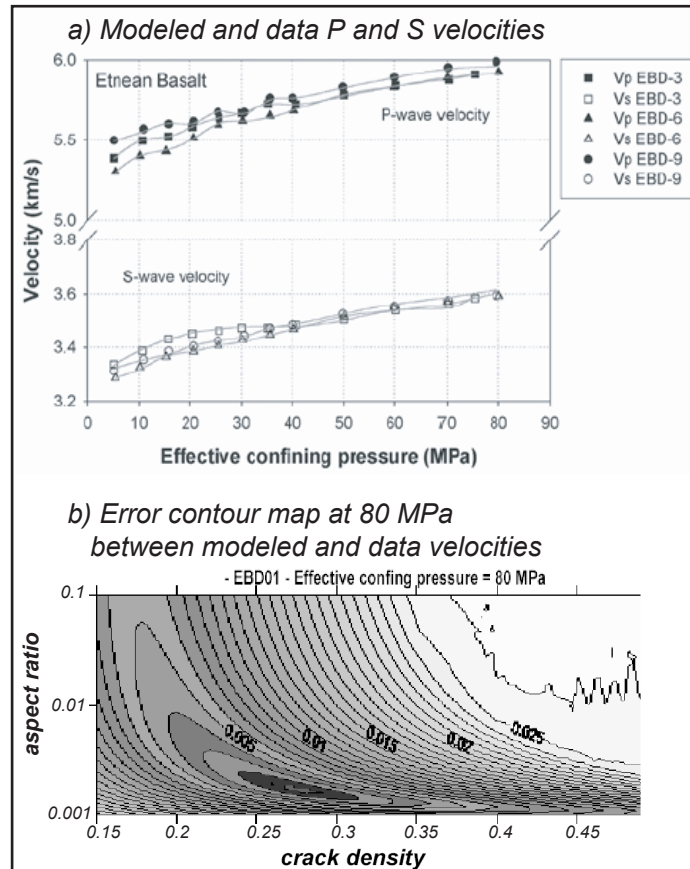 a) Modeled and data P and S velocities
Etnean Basalt
P-wave velocity
S-wave velocity
Velocity (km/s)
6.0
5.5
5.0
3.8
3.6
3.4
3.2
0 10 20 30 40 50 60 70 80 90
Effective confining pressure (MPa)
Vp EBD-3
Vs EBD-3
Vp EBD-6
Vs EBD-6
Vp EBD-9
Vs EBD-9
b) Error contour map at 80 MPa
between modeled and data velocities
- EBD01 - Effective confing pressure = 80 MPa
aspect ratio
0.1
0.01
0.001
0.005 0.01 0.015 0.02 0.025
0.15 0.2 0.25 0.3 0.35 0.4 0.45
crack density